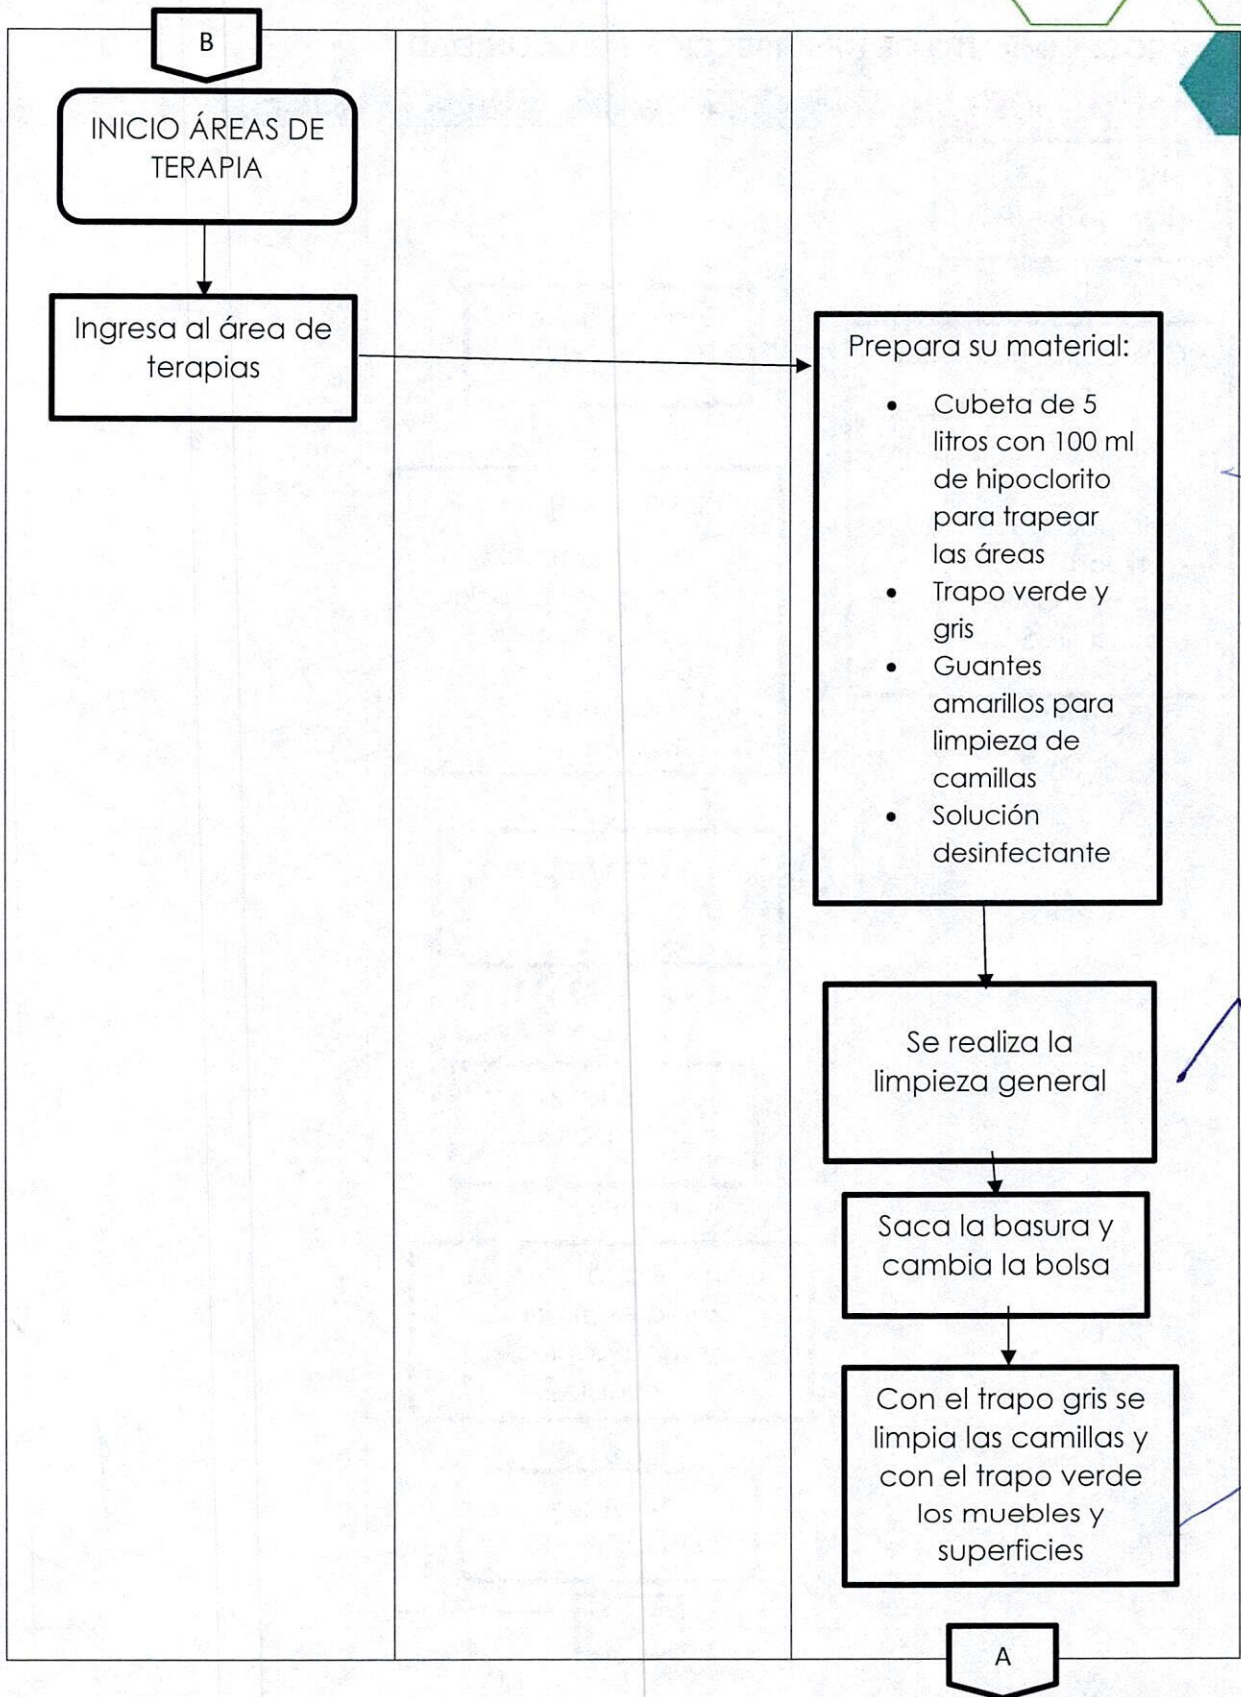 B
INICIO ÁREAS DE
TERAPIA
Ingresa al área de
terapias
Prepara su material:
• Cubeta de 5
litros con 100 ml
de hipoclorito
para trapear
las áreas
• Trapo verde y
gris
• Guantes
amarillos para
limpieza de
camillas
• Solución
desinfectante
Se realiza la
limpieza general
Saca la basura y
cambia la bolsa
Con el trapo gris se
limpia las camillas y
con el trapo verde
los muebles y
superficies
A